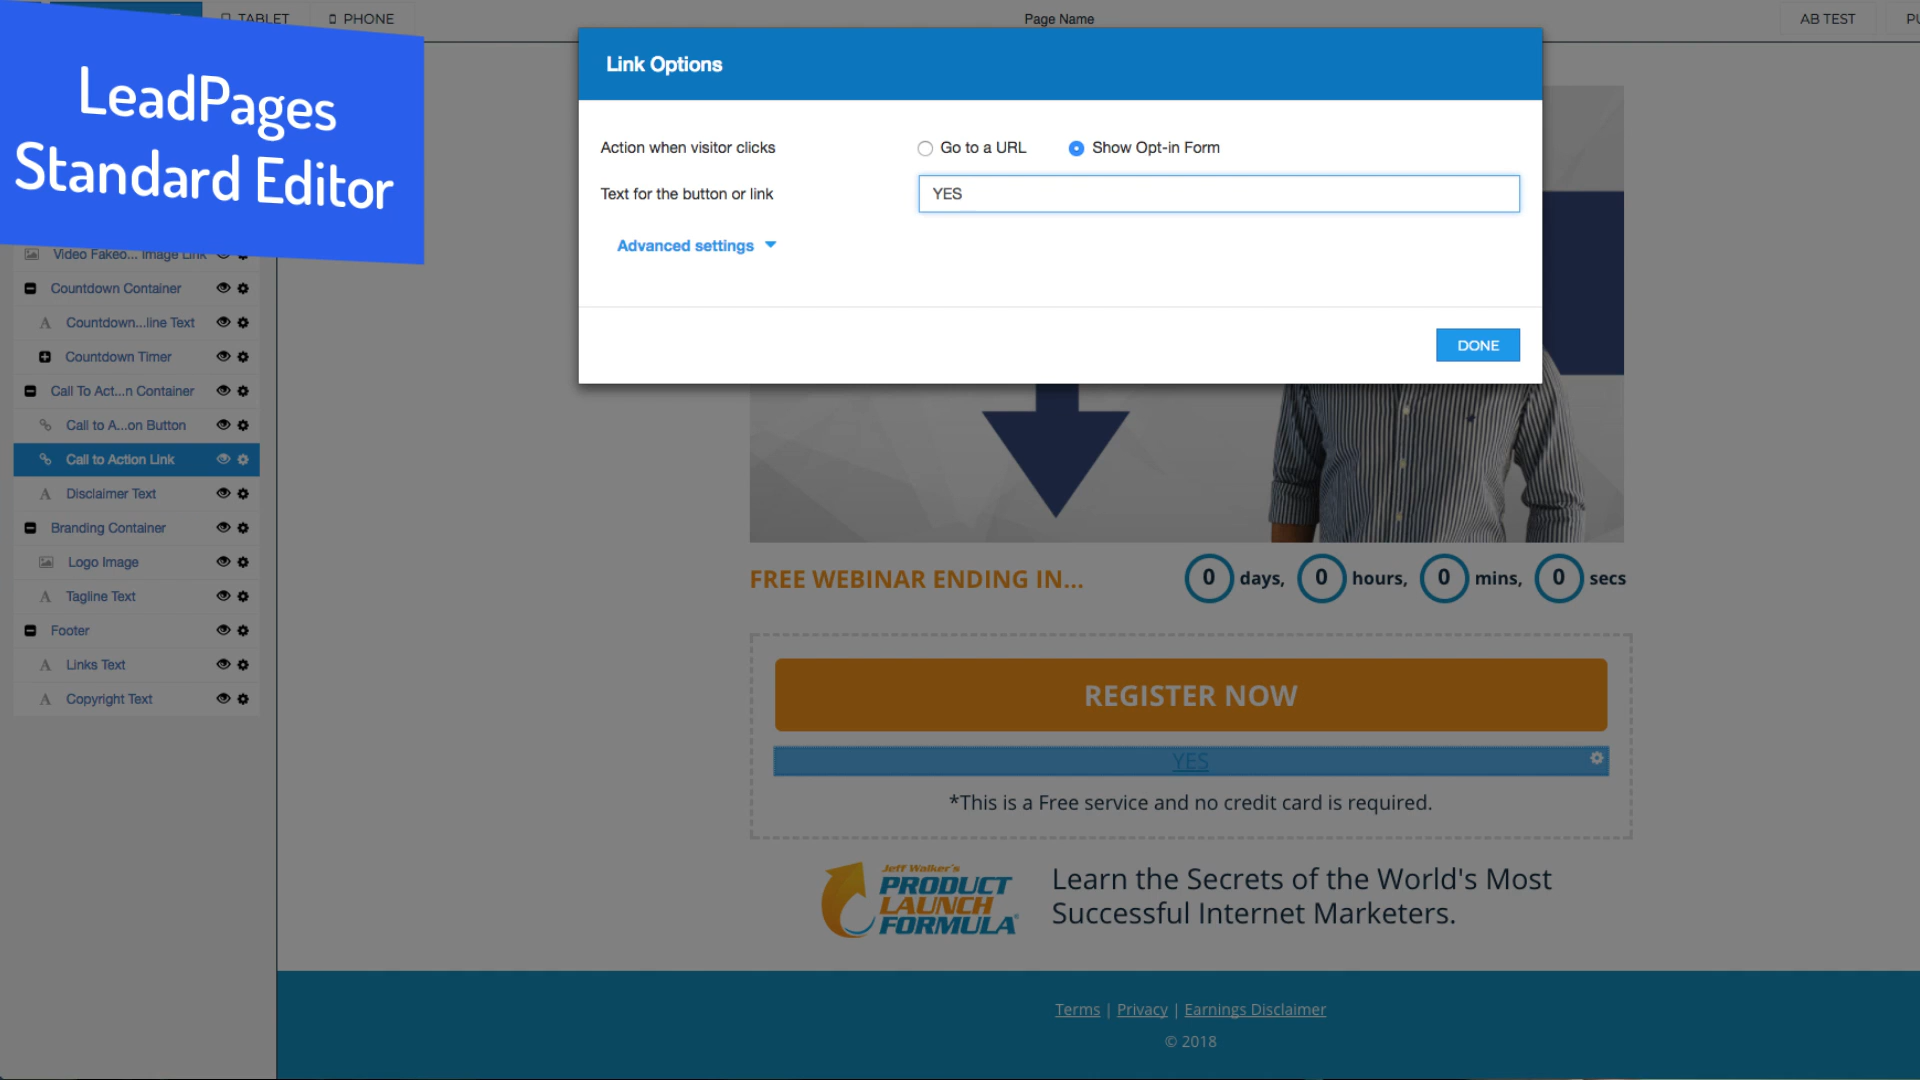 TABLET
PHONE
Page Name
AB TEST
LeadPages
Standard Editor
Link Options
Action when visitor clicks
Go to a URL
Show Opt-in Form
Text for the button or link
YES
Advanced settings
DONE
Video Fakeo... Image Link
Countdown Container
Countdown...line Text
Countdown Timer
Call To Act...n Container
Call to A...on Button
Call to Action Link
Disclaimer Text
Branding Container
Logo Image
Tagline Text
Footer
Links Text
Copyright Text
FREE WEBINAR ENDING IN...
0 days, 0 hours, 0 mins, 0 secs
REGISTER NOW
YES
*This is a Free service and no credit card is required.
Jeff Walker's
PRODUCT
LAUNCH
FORMULA
Learn the Secrets of the World's Most
Successful Internet Marketers.
Terms | Privacy | Earnings Disclaimer
© 2018